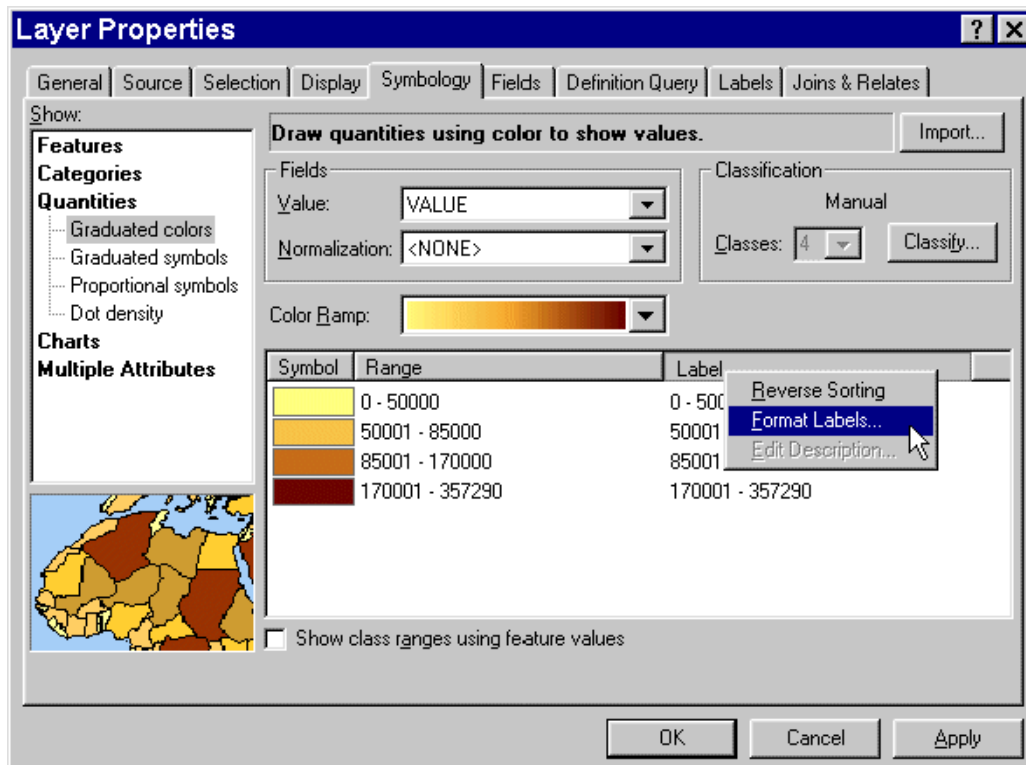 Layer Properties
General Source Selection Display Symbology Fields Definition Query Labels Joins & Relates
Show:
Features
Categories
Quantities
Graduated colors
Graduated symbols
Proportional symbols
Dot density
Charts
Multiple Attributes
Draw quantities using color to show values.
Import...
Fields
Value: VALUE
Normalization: <NONE>
Classification
Manual
Classes: 4 Classify...
Color Ramp:
Symbol Range Label
0 - 50000 0 - 500
50001 - 85000 50001
85001 - 170000 85001
170001 - 357290 170001 - 357290
Reverse Sorting
Format Labels...
Edit Description...
Show class ranges using feature values
OK Cancel Apply